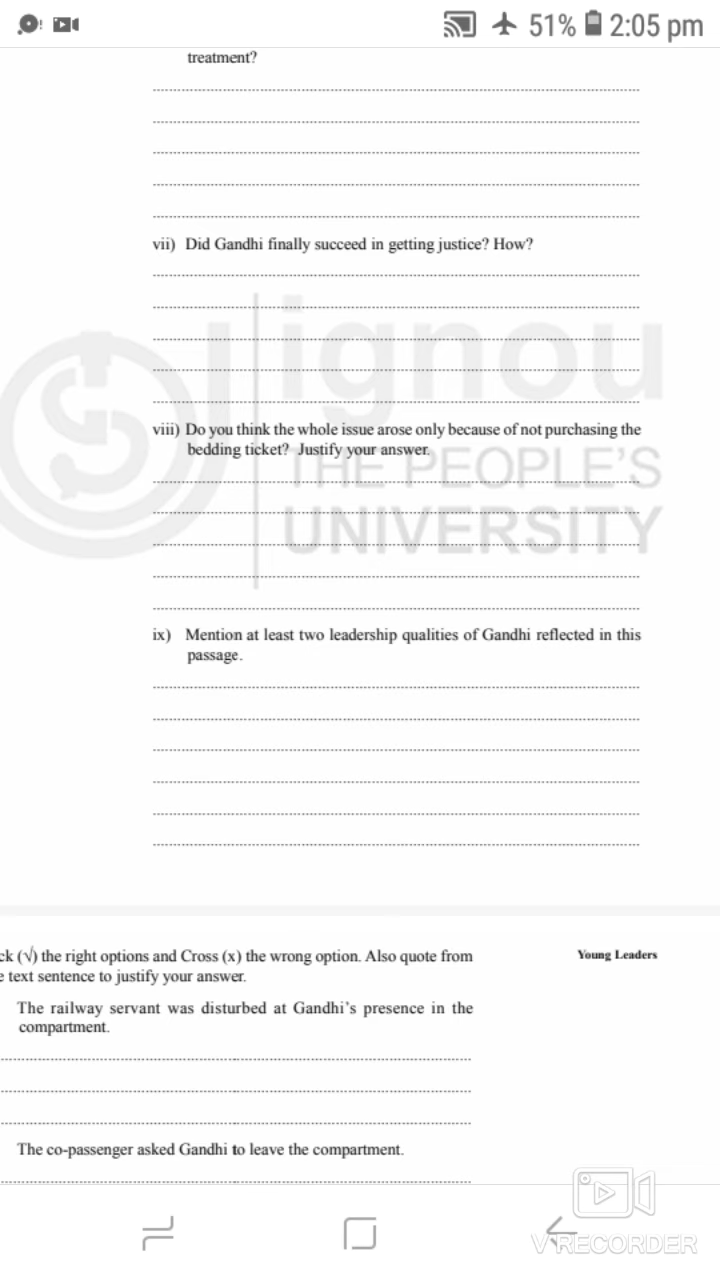 51% 2:05 pm
treatment?
vii) Did Gandhi finally succeed in getting justice? How?
ignou
viii) Do you think the whole issue arose only because of not purchasing the
bedding ticket? Justify your answer.
THE PEOPLE'S
UNIVERSITY
ix) Mention at least two leadership qualities of Gandhi reflected in this
passage.
ck (√) the right options and Cross (x) the wrong option. Also quote from
Young Leaders
e text sentence to justify your answer.
The railway servant was disturbed at Gandhi's presence in the
compartment.
The co-passenger asked Gandhi to leave the compartment.
V RECORDER